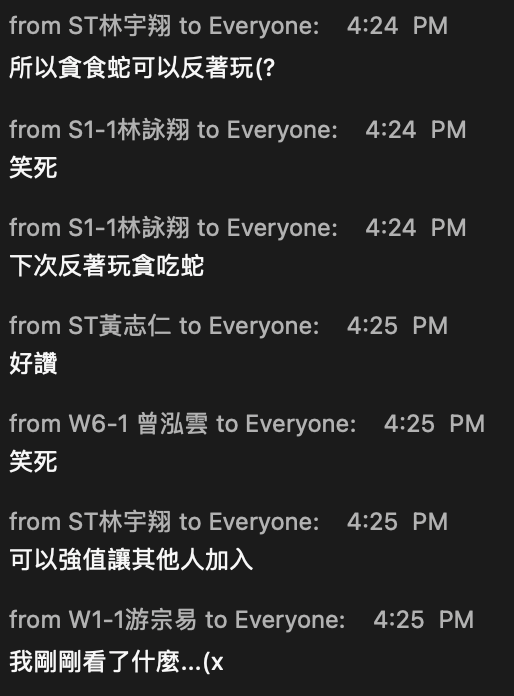 from ST林宇翔 to Everyone: 4:24 PM
所以貪食蛇可以反著玩(?
from S1-1林詠翔 to Everyone: 4:24 PM
笑死
from S1-1林詠翔 to Everyone: 4:24 PM
下次反著玩貪吃蛇
from ST黃志仁 to Everyone: 4:25 PM
好讚
from W6-1 曾泓雲 to Everyone: 4:25 PM
笑死
from ST林宇翔 to Everyone: 4:25 PM
可以強值讓其他人加入
from W1-1游宗易 to Everyone: 4:25 PM
我剛剛看了什麼...(x